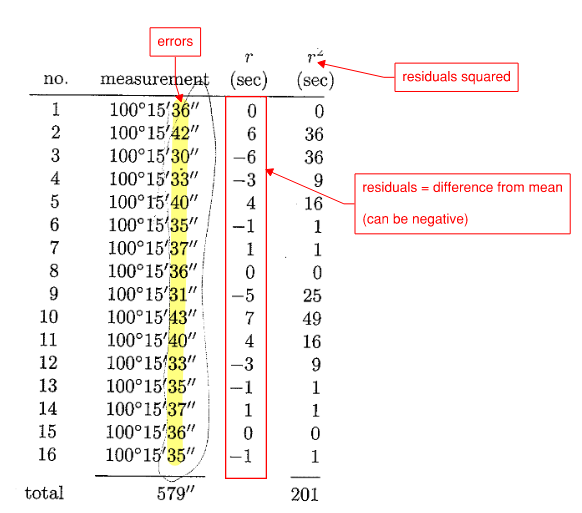 errors
r r²
residuals squared
no. measurement (sec) (sec)
1 100°15′36″ 0 0
2 100°15′42″ 6 36
3 100°15′30″ −6 36
4 100°15′33″ −3 9
residuals = difference from mean
(can be negative)
5 100°15′40″ 4 16
6 100°15′35″ −1 1
7 100°15′37″ 1 1
8 100°15′36″ 0 0
9 100°15′31″ −5 25
10 100°15′43″ 7 49
11 100°15′40″ 4 16
12 100°15′33″ −3 9
13 100°15′35″ −1 1
14 100°15′37″ 1 1
15 100°15′36″ 0 0
16 100°15′35″ −1 1
total 579″ 201